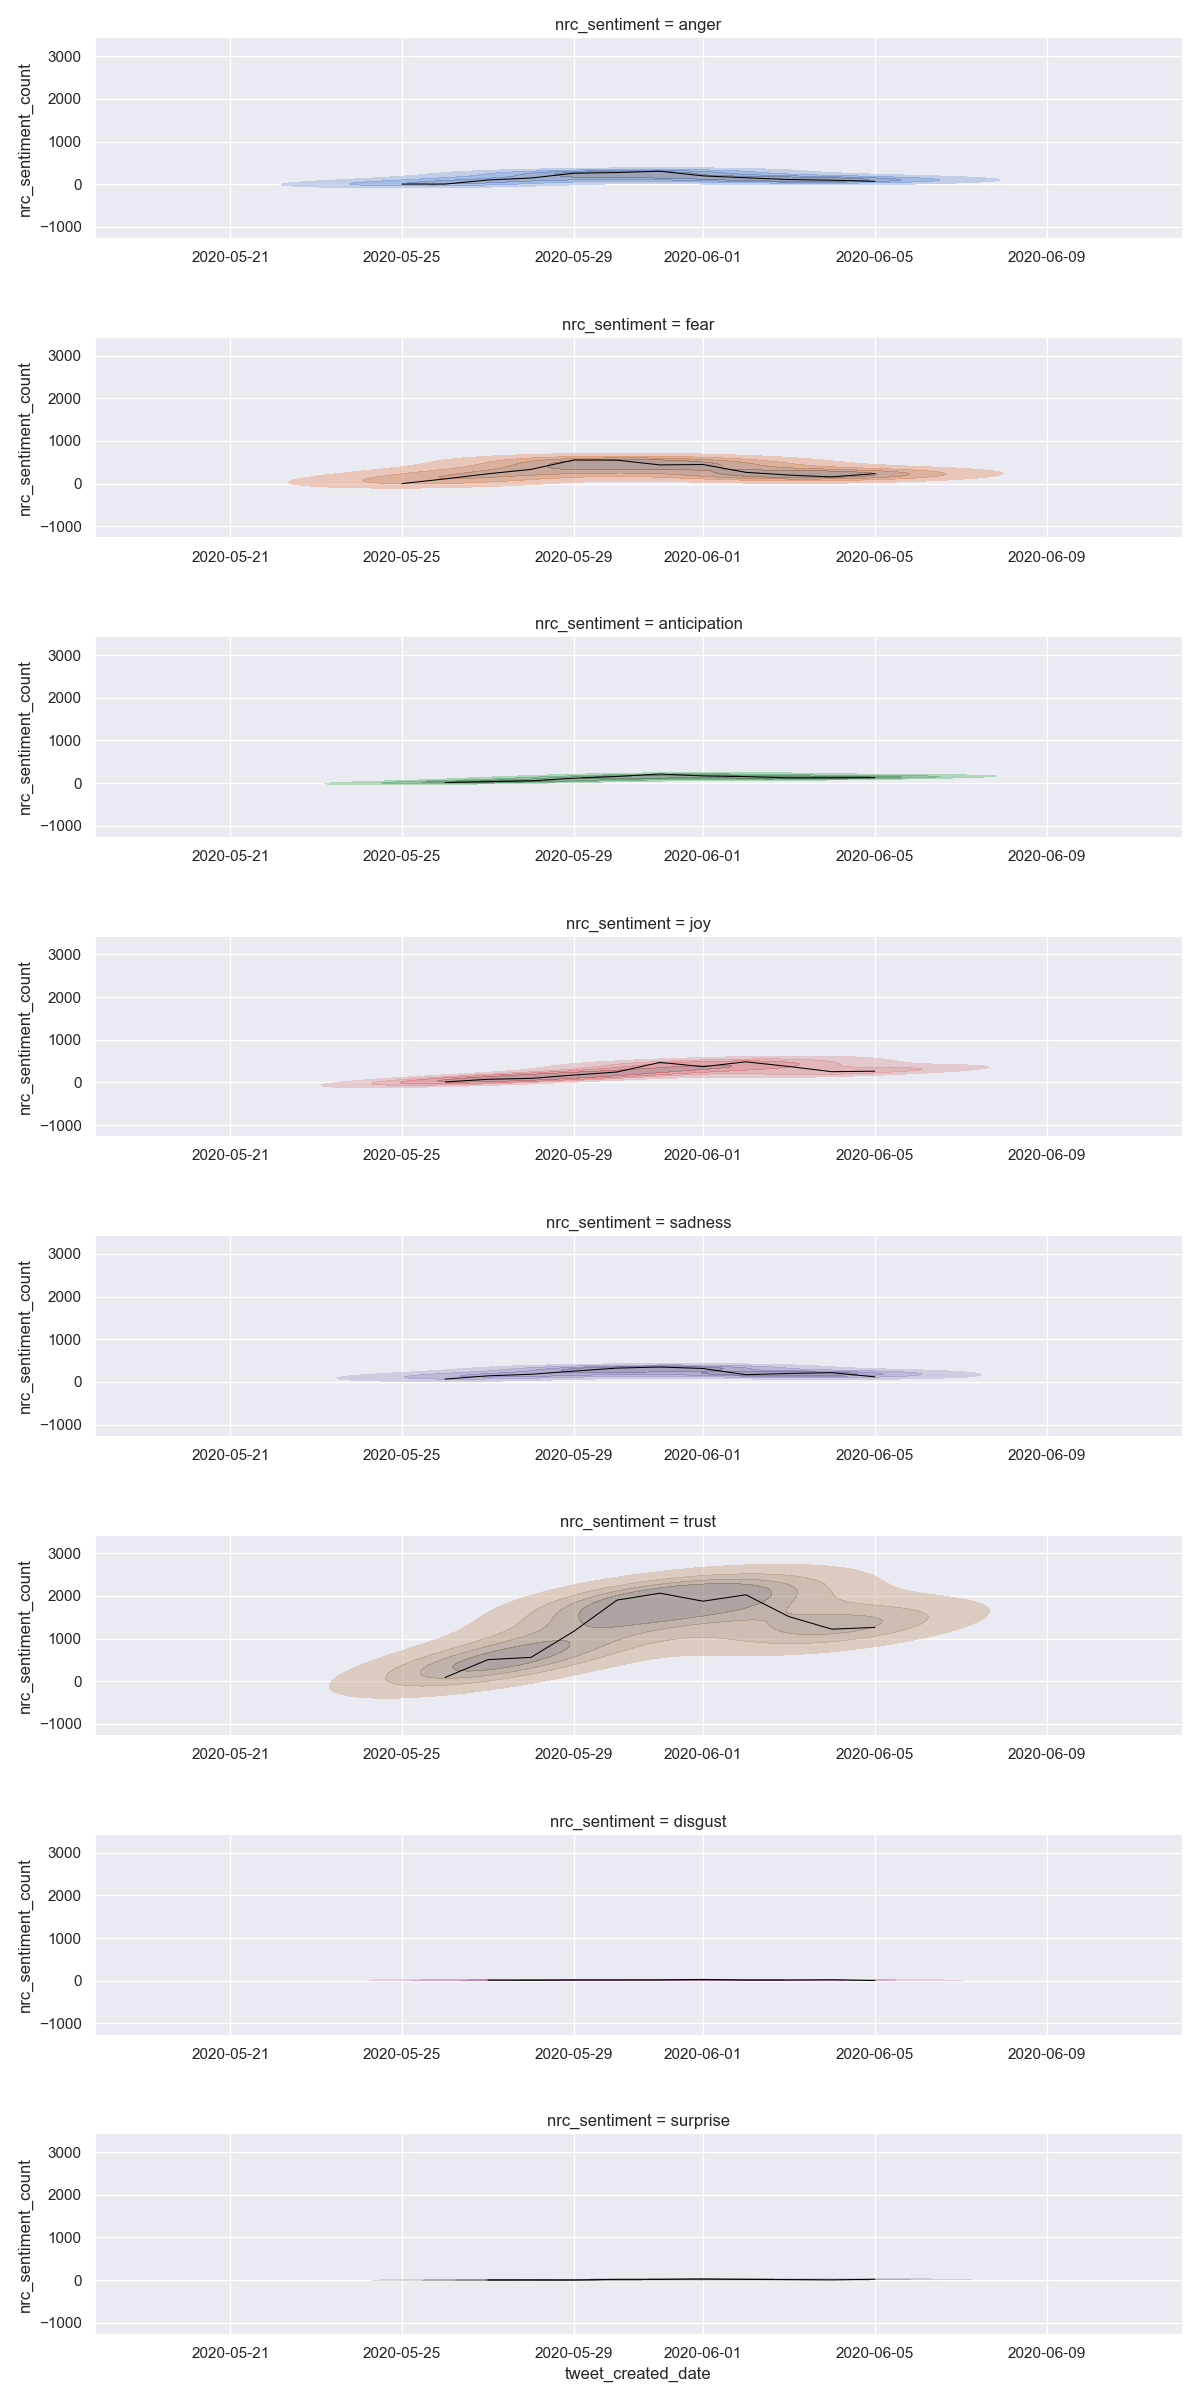 nrc_sentiment = anger
3000
2000
1000
0
−1000
nrc_sentiment_count
2020-05-21 2020-05-25 2020-05-29 2020-06-01 2020-06-05 2020-06-09
nrc_sentiment = fear
3000
2000
1000
0
−1000
nrc_sentiment_count
2020-05-21 2020-05-25 2020-05-29 2020-06-01 2020-06-05 2020-06-09
nrc_sentiment = anticipation
3000
2000
1000
0
−1000
nrc_sentiment_count
2020-05-21 2020-05-25 2020-05-29 2020-06-01 2020-06-05 2020-06-09
nrc_sentiment = joy
3000
2000
1000
0
−1000
nrc_sentiment_count
2020-05-21 2020-05-25 2020-05-29 2020-06-01 2020-06-05 2020-06-09
nrc_sentiment = sadness
3000
2000
1000
0
−1000
nrc_sentiment_count
2020-05-21 2020-05-25 2020-05-29 2020-06-01 2020-06-05 2020-06-09
nrc_sentiment = trust
3000
2000
1000
0
−1000
nrc_sentiment_count
2020-05-21 2020-05-25 2020-05-29 2020-06-01 2020-06-05 2020-06-09
nrc_sentiment = disgust
3000
2000
1000
0
−1000
nrc_sentiment_count
2020-05-21 2020-05-25 2020-05-29 2020-06-01 2020-06-05 2020-06-09
nrc_sentiment = surprise
3000
2000
1000
0
−1000
nrc_sentiment_count
2020-05-21 2020-05-25 2020-05-29 2020-06-01 2020-06-05 2020-06-09
tweet_created_date